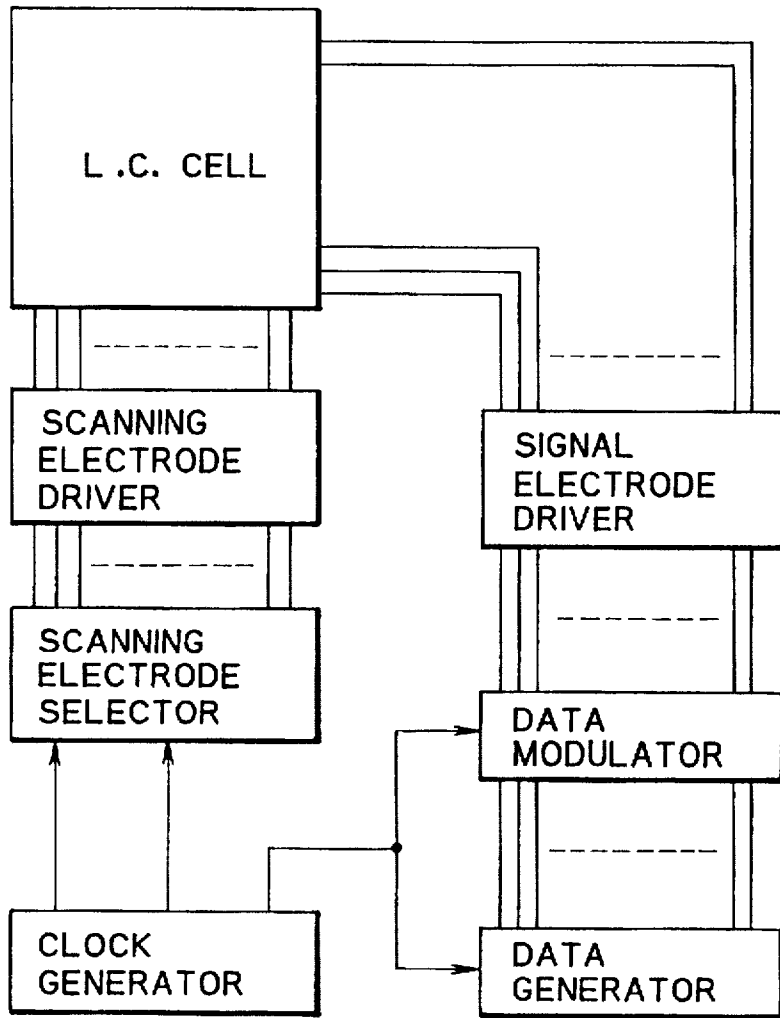 L.C. CELL
SCANNING
ELECTRODE
DRIVER
SIGNAL
ELECTRODE
DRIVER
SCANNING
ELECTRODE
SELECTOR
DATA
MODULATOR
CLOCK
GENERATOR
DATA
GENERATOR